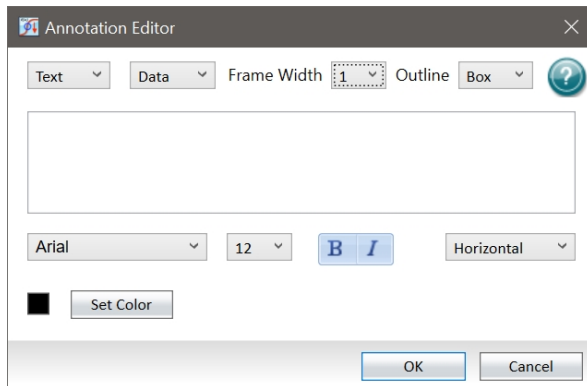 Annotation Editor
Text Data Frame Width 1 Outline Box ?
Arial 12 B I Horizontal
Set Color
OK Cancel